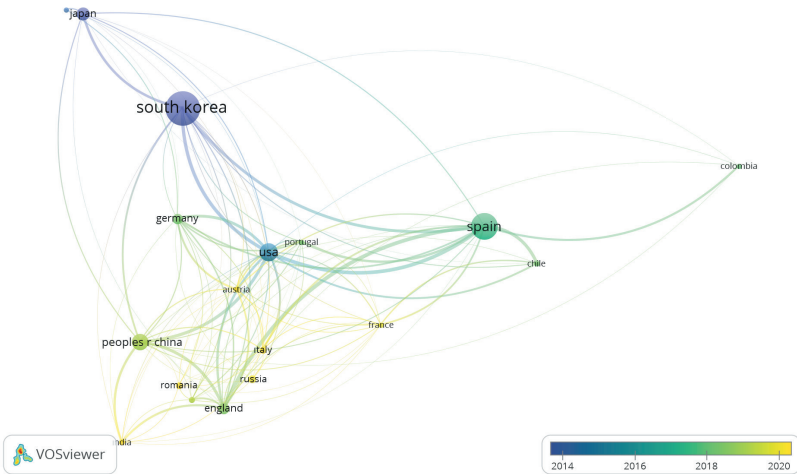 japan
south korea
colombia
germany
spain
portugal
usa
chile
austria
france
peoples r china
italy
russia
romania
england
ndia
VOSviewer
2014 2016 2018 2020